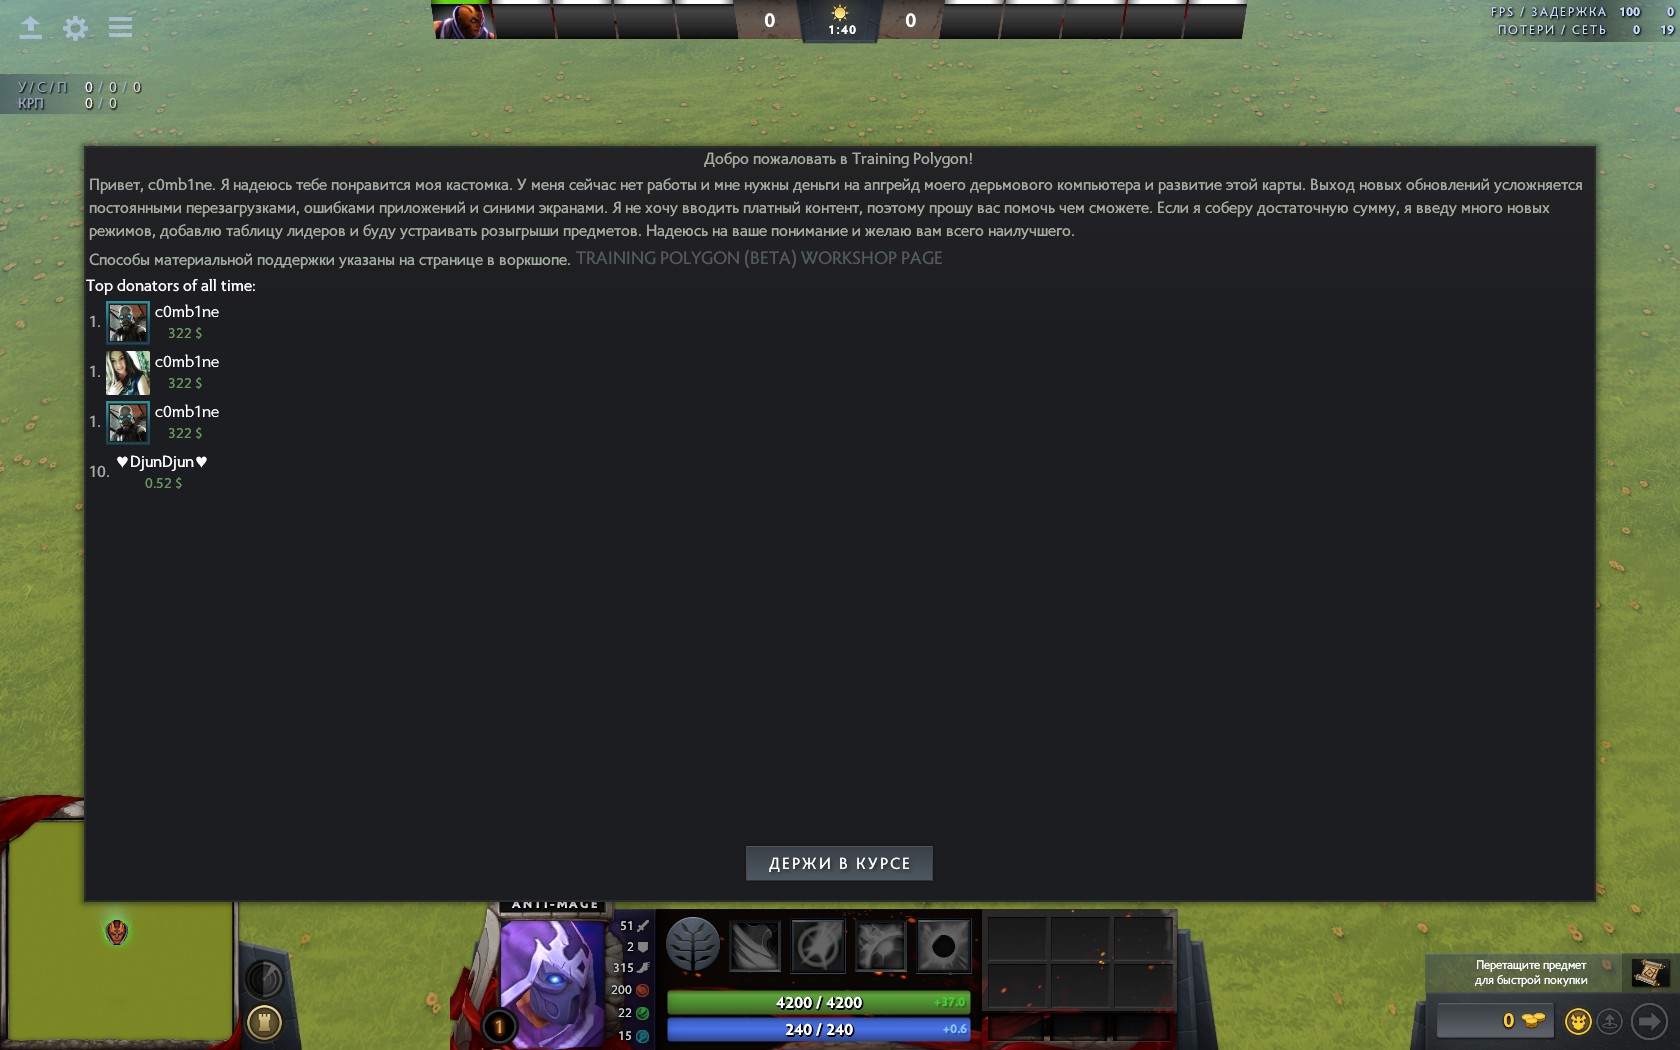 0
1:40
0
FPS / ЗАДЕРЖКА 100 0
ПОТЕРИ / СЕТЬ 0 19
У / С / П 0 / 0 / 0
КРП 0 / 0
Добро пожаловать в Training Polygon!
Привет, c0mb1ne. Я надеюсь тебе понравится моя кастомка. У меня сейчас нет работы и мне нужны деньги на апгрейд моего дерьмового компьютера и развитие этой карты. Выход новых обновлений усложняется
постоянными перезагрузками, ошибками приложений и синими экранами. Я не хочу вводить платный контент, поэтому прошу вас помочь чем сможете. Если я соберу достаточную сумму, я введу много новых
режимов, добавлю таблицу лидеров и буду устраивать розыгрыши предметов. Надеюсь на ваше понимание и желаю вам всего наилучшего.
Способы материальной поддержки указаны на странице в воркшопе. TRAINING POLYGON (BETA) WORKSHOP PAGE
Top donators of all time:
1. c0mb1ne
322 $
1. c0mb1ne
322 $
1. c0mb1ne
322 $
10. ♥DjunDjun♥
0.52 $
ДЕРЖИ В КУРСЕ
ANTI-MAGE
51
2
315
200
22
15
1
4200 / 4200 +37.0
240 / 240 +0.6
Перетащите предмет
для быстрой покупки
0